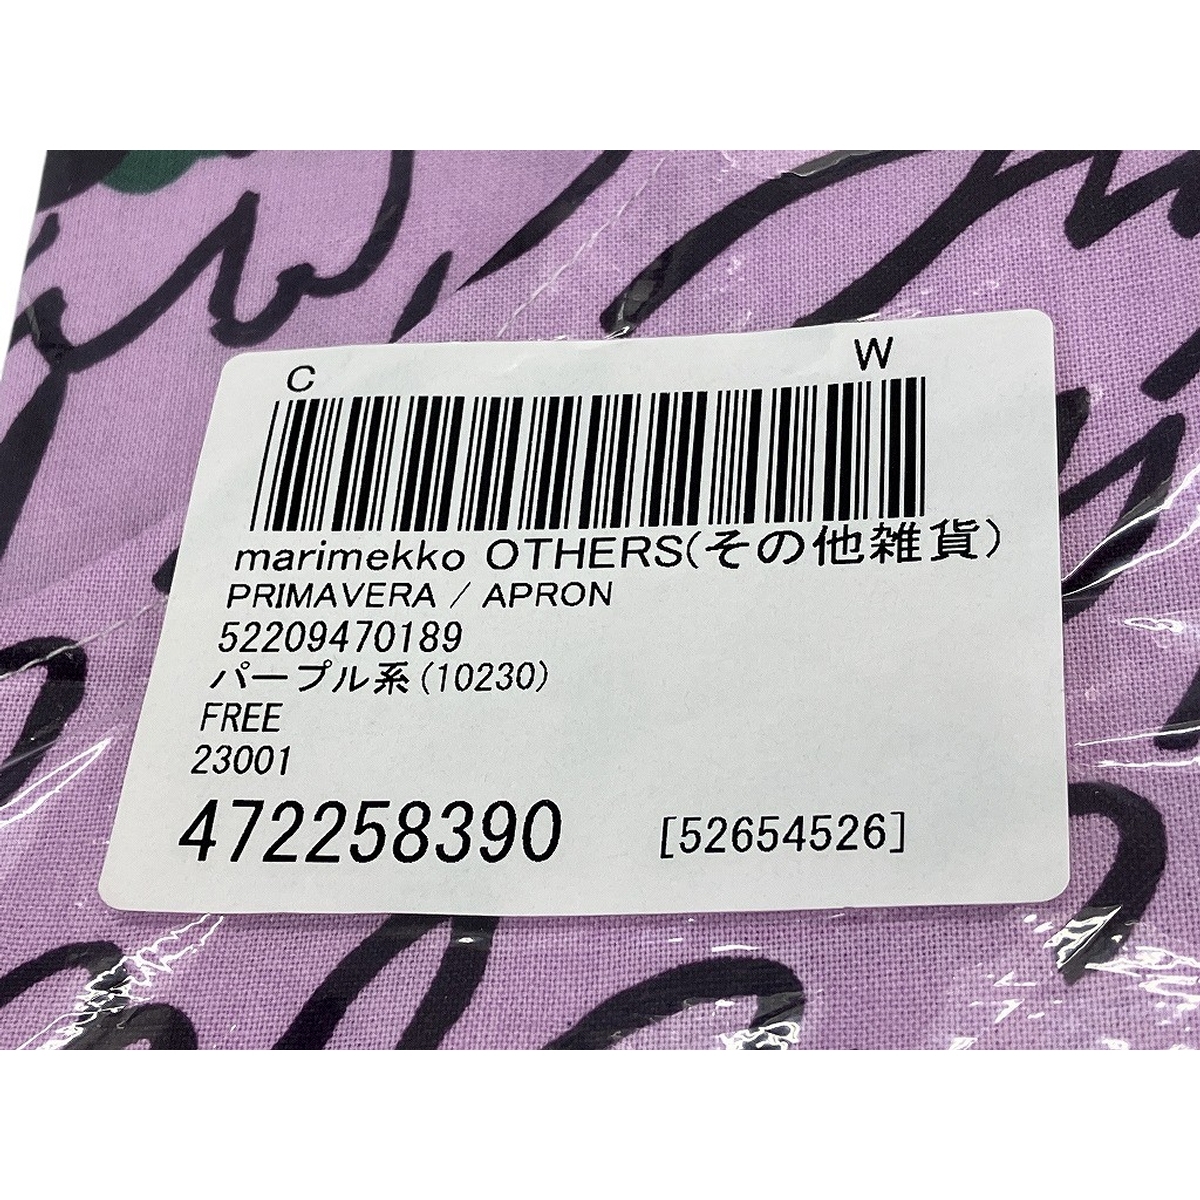 C W
marimekko OTHERS(その他雑貨)
PRIMAVERA / APRON
52209470189
パープル系(10230)
FREE
23001
472258390 [52654526]